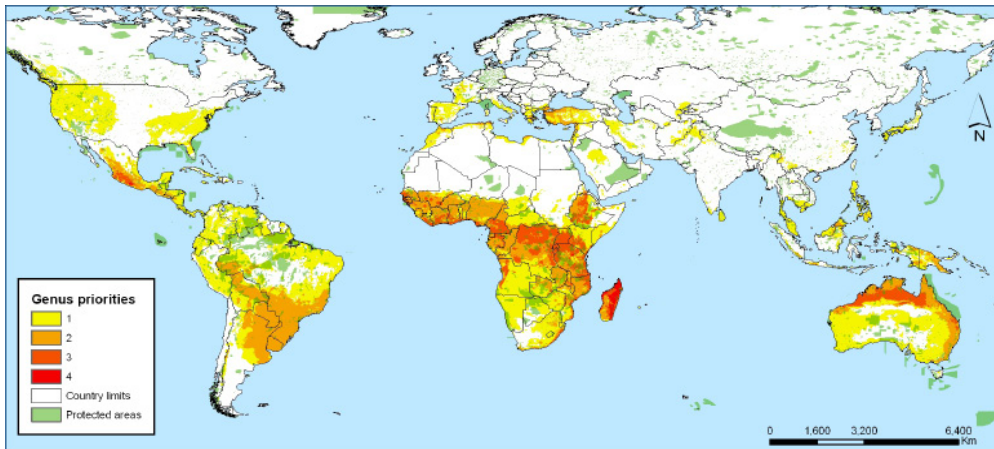 N
Genus priorities
1
2
3
4
Country limits
Protected areas
0 1,600 3,200 6,400
Km